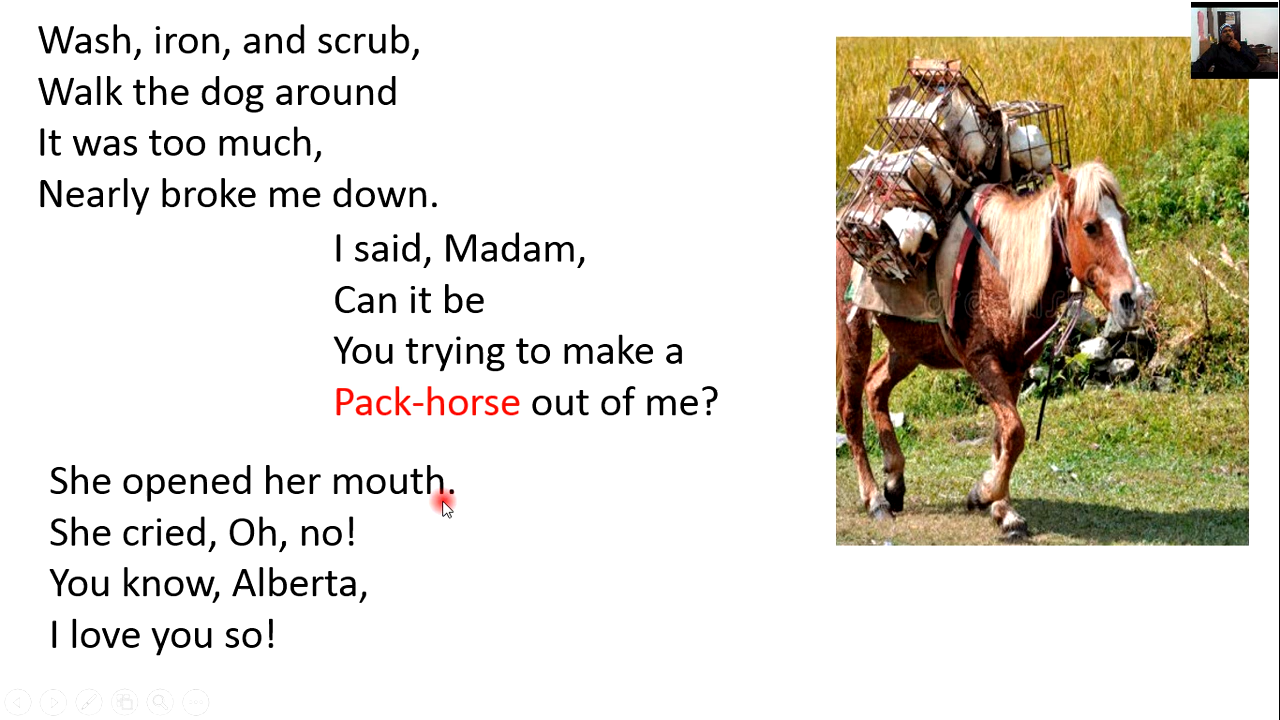 Wash, iron, and scrub,
Walk the dog around
It was too much,
Nearly broke me down.
I said, Madam,
Can it be
You trying to make a
Pack-horse out of me?
She opened her mouth.
She cried, Oh, no!
You know, Alberta,
I love you so!